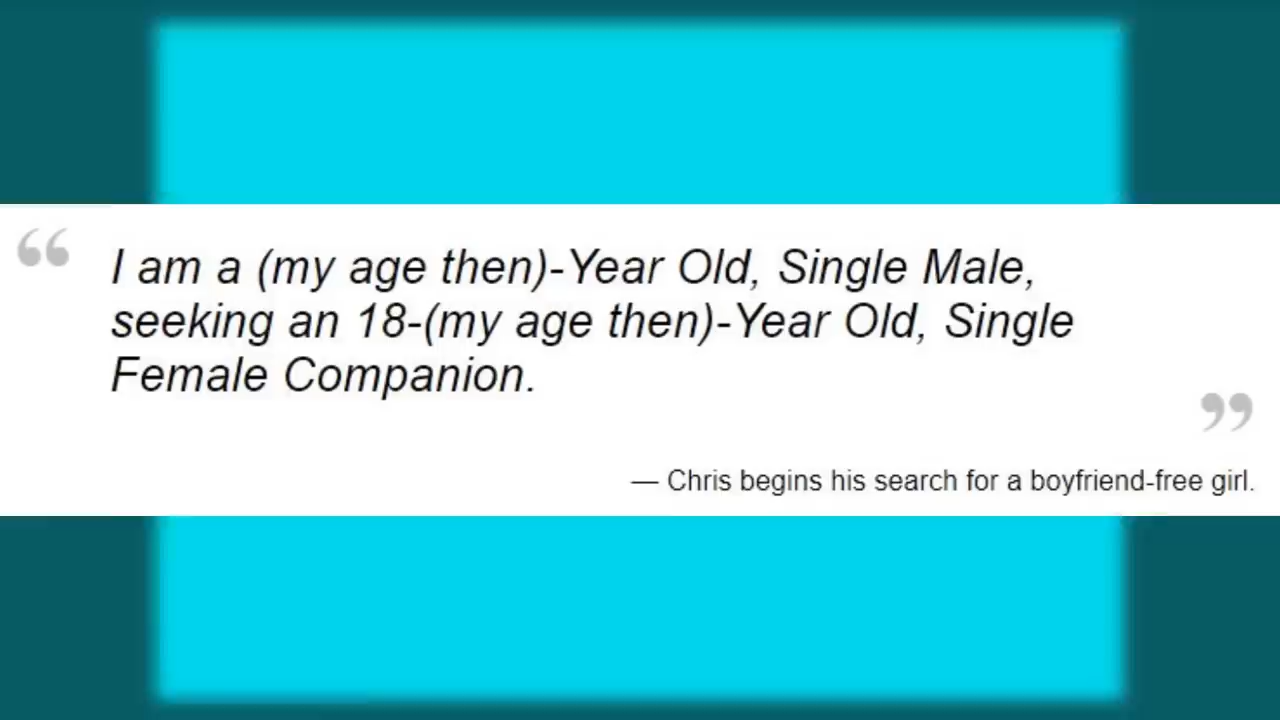 “ I am a (my age then)-Year Old, Single Male,
seeking an 18-(my age then)-Year Old, Single
Female Companion. ”
— Chris begins his search for a boyfriend-free girl.